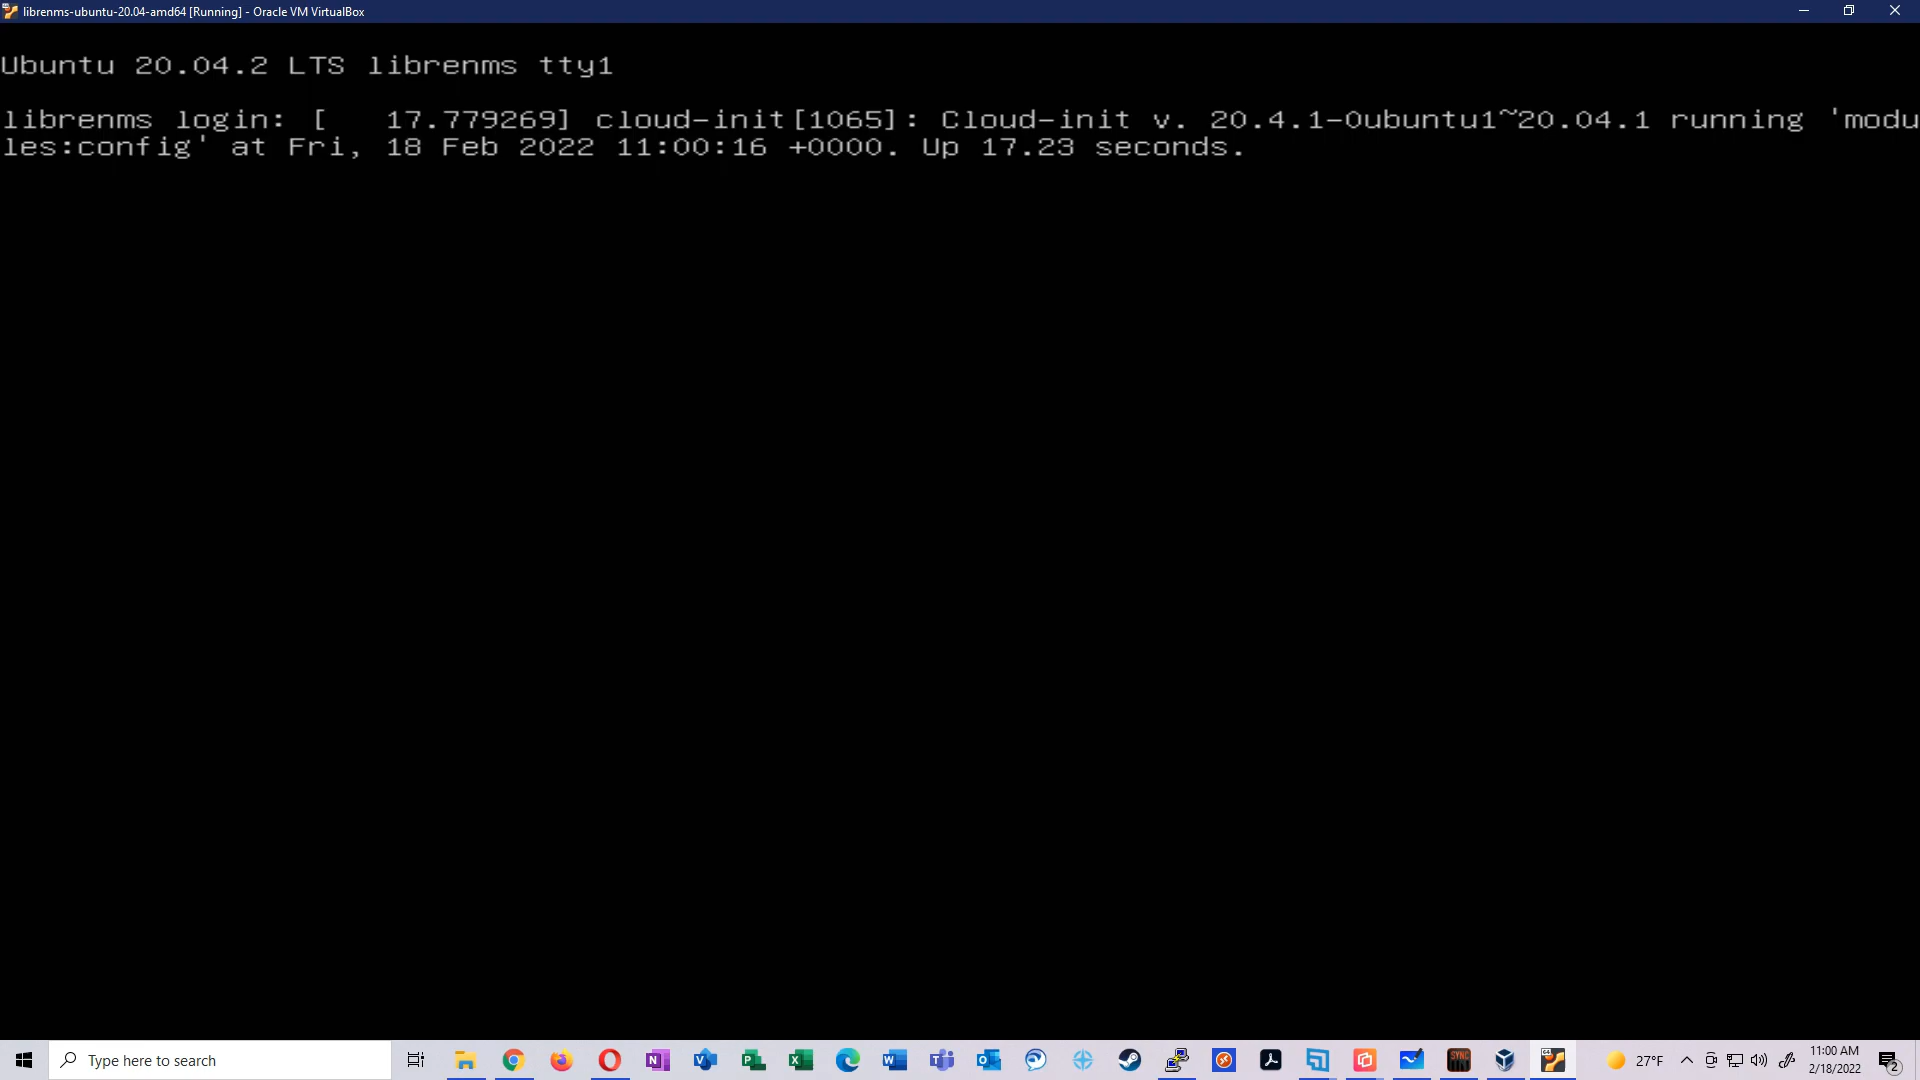 librenms-ubuntu-20.04-amd64 [Running] - Oracle VM VirtualBox
Ubuntu 20.04.2 LTS librenms tty1
librenms login: [   17.779269] cloud-init[1065]: Cloud-init v. 20.4.1-0ubuntu1~20.04.1 running 'modu
les:config' at Fri, 18 Feb 2022 11:00:16 +0000. Up 17.23 seconds.
Type here to search
27°F
11:00 AM
2/18/2022
2